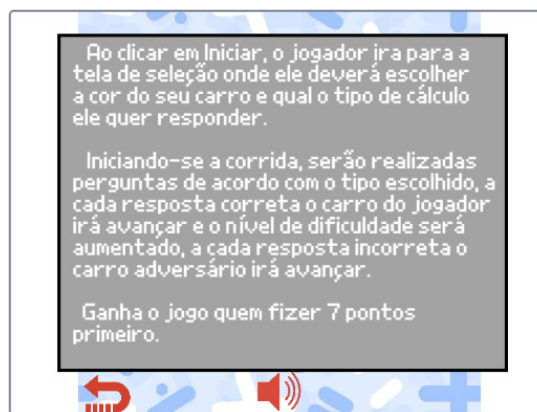 Ao clicar em Iniciar, o jogador ira para a
tela de seleção onde ele deverá escolher
a cor do seu carro e qual o tipo de cálculo
ele quer responder.
Iniciando-se a corrida, serão realizadas
perguntas de acordo com o tipo escolhido, a
cada resposta correta o carro do jogador
irá avançar e o nível de dificuldade será
aumentado, a cada resposta incorreta o
carro adversário irá avançar.
Ganha o jogo quem fizer 7 pontos
primeiro.